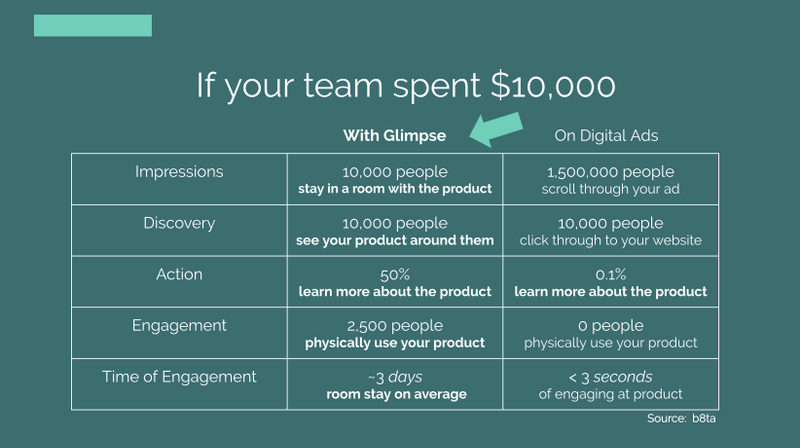 If your team spent $10,000
With Glimpse
On Digital Ads
Impressions
10,000 people
stay in a room with the product
1,500,000 people
scroll through your ad
Discovery
10,000 people
see your product around them
10,000 people
click through to your website
Action
50%
learn more about the product
0.1%
learn more about the product
Engagement
2,500 people
physically use your product
0 people
physically use your product
Time of Engagement
~3 days
room stay on average
< 3 seconds
of engaging at product
Source: b8ta